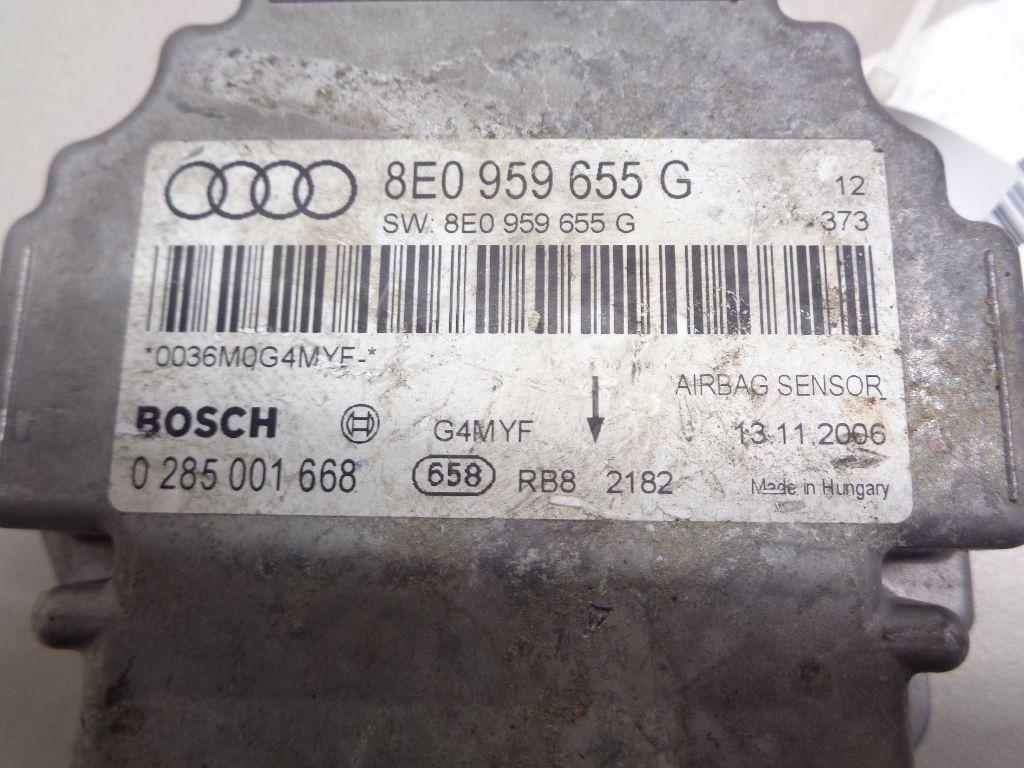 8E0 959 655 G 12
SW: 8E0 959 655 G 373
*0036M0G4MYF-*
AIRBAG SENSOR
BOSCH G4MYF 13.11.2006
0 285 001 668 658 RB8 2182 Made in Hungary